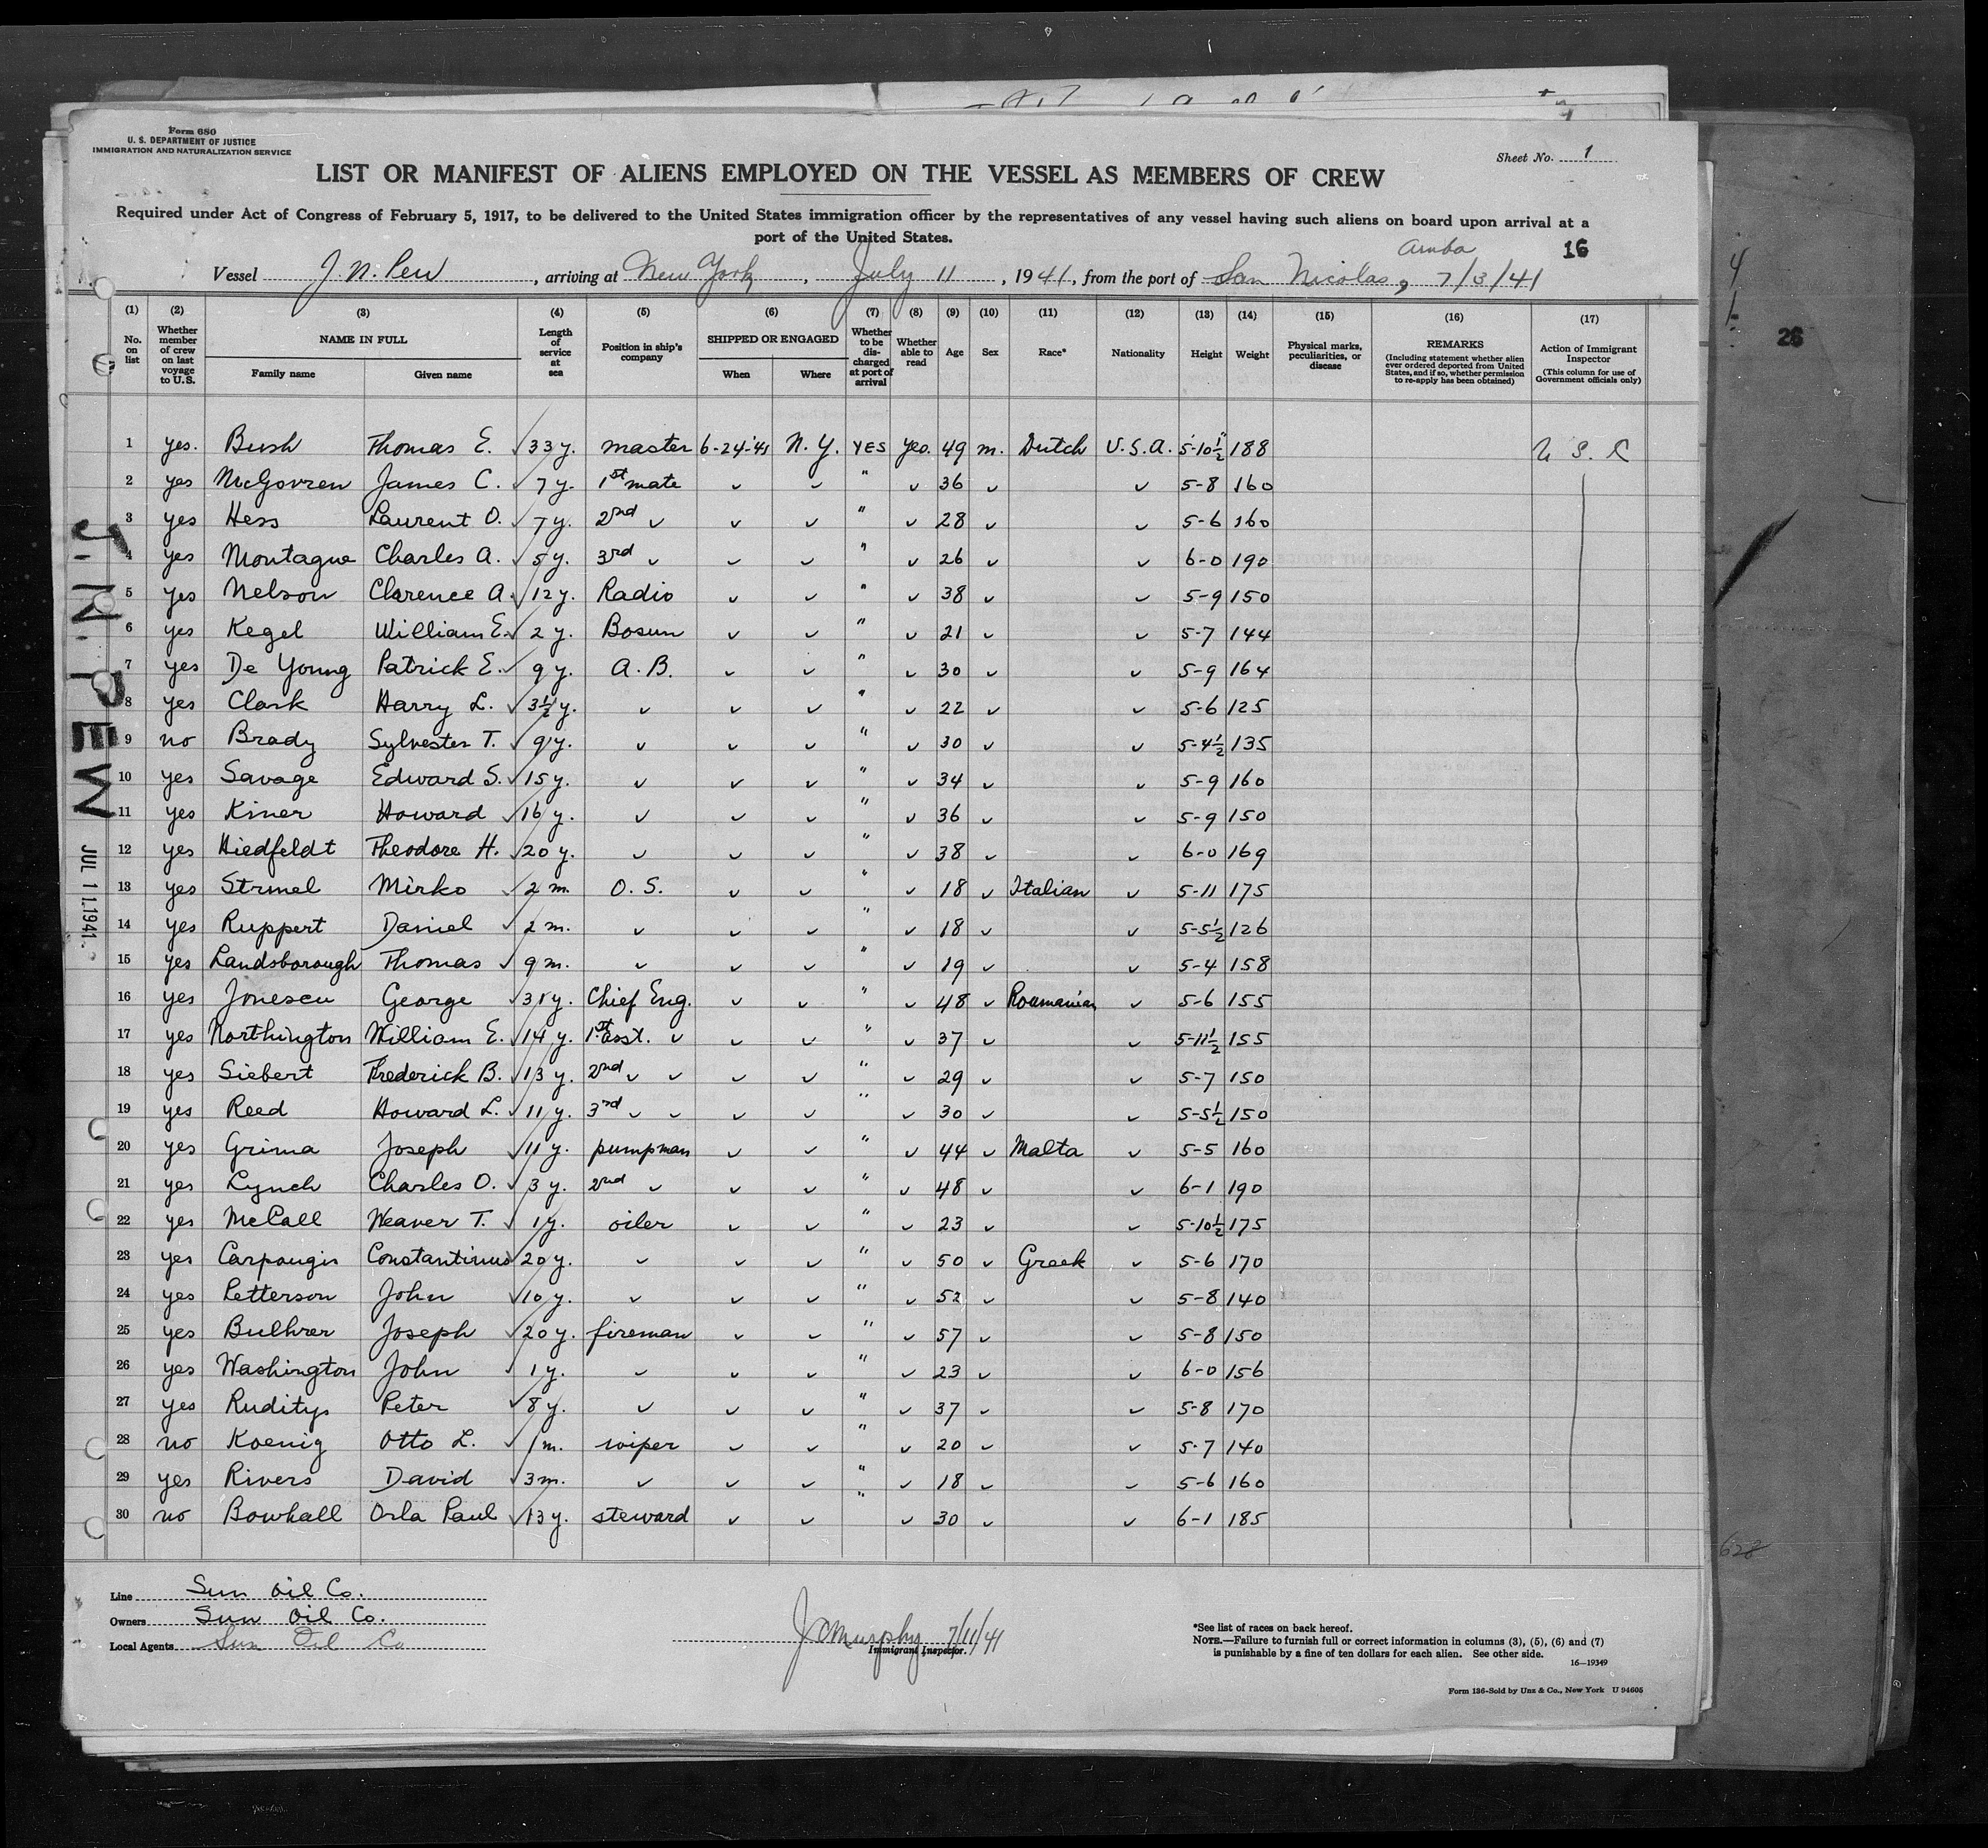 Form 680
U. S. DEPARTMENT OF JUSTICE
IMMIGRATION AND NATURALIZATION SERVICE
Sheet No. 1
LIST OR MANIFEST OF ALIENS EMPLOYED ON THE VESSEL AS MEMBERS OF CREW
Required under Act of Congress of February 5, 1917, to be delivered to the United States immigration officer by the representatives of any vessel having such aliens on board upon arrival at a
port of the United States.
Aruba 16
Vessel J. N. Pew, arriving at New York, July 11, 1941, from the port of San Nicolas, 7/3/41
(1) (2) (3) (4) (5) (6) (7) (8) (9) (10) (11) (12) (13) (14) (15) (16) (17)
No. on list Whether member of crew on last voyage to U.S. NAME IN FULL Family name Given name Length of service at sea Position in ship's company SHIPPED OR ENGAGED When Where Whether to be discharged at port of arrival Whether able to read Age Sex Race* Nationality Height Weight Physical marks, peculiarities, or disease REMARKS (Including statement whether alien ever ordered deported from United States, and if so, whether permission to re-apply has been obtained) Action of Immigrant Inspector (This column for use of Government officials only)
1 yes. Bush Thomas E. √ 33 y. master 6-24-'41 N. Y. YES yes. 49 m. Dutch U.S.A. 5-10½ 188 U S C
2 yes McGovren James C. √ 7 y. 1st mate ✓ ✓ " ✓ 36 ✓ ✓ 5-8 160
3 yes Hess Laurent O. √ 7 y. 2nd ✓ ✓ ✓ " ✓ 28 ✓ ✓ 5-6 160
4 yes Montague Charles A. √ 5 y. 3rd ✓ ✓ ✓ " ✓ 26 ✓ ✓ 6-0 190
5 yes Nelson Clarence A. √ 12 y. Radio ✓ ✓ " ✓ 38 ✓ ✓ 5-9 150
6 yes Kegel William E. √ 2 y. Bosun ✓ ✓ " ✓ 21 ✓ ✓ 5-7 144
7 yes De Young Patrick E. √ 9 y. A. B. ✓ ✓ " ✓ 30 ✓ ✓ 5-9 164
8 yes Clark Harry L. √ 3½ y. ✓ ✓ ✓ " ✓ 22 ✓ ✓ 5-6 125
9 no Brady Sylvester T. √ 9 y. ✓ ✓ ✓ " ✓ 30 ✓ ✓ 5-4½ 135
10 yes Savage Edward S. √ 15 y. ✓ ✓ ✓ " ✓ 34 ✓ ✓ 5-9 160
11 yes Kiner Howard √ 16 y. ✓ ✓ ✓ " ✓ 36 ✓ ✓ 5-9 150
12 yes Hiedfeldt Theodore H. √ 20 y. ✓ ✓ ✓ " ✓ 38 ✓ ✓ 6-0 169
13 yes Strmel Mirko √ 2 m. O. S. ✓ ✓ " ✓ 18 ✓ Italian ✓ 5-11 175
14 yes Ruppert Daniel √ 2 m. ✓ ✓ ✓ " ✓ 18 ✓ ✓ 5-5½ 126
15 yes Landsborough Thomas √ 9 m. ✓ ✓ ✓ " ✓ 19 ✓ ✓ 5-4 158
16 yes Jonescu George √ 31 y. Chief Eng. ✓ ✓ " ✓ 48 ✓ Roumanian ✓ 5-6 155
17 yes Northington William E. √ 14 y. 1st asst. ✓ ✓ ✓ " ✓ 37 ✓ ✓ 5-11½ 155
18 yes Siebert Frederick B. √ 13 y. 2nd ✓ ✓ ✓ ✓ " ✓ 29 ✓ ✓ 5-7 150
19 yes Reed Howard L. √ 11 y. 3rd ✓ ✓ ✓ ✓ " ✓ 30 ✓ ✓ 5-5½ 150
20 yes Grima Joseph √ 11 y. pumpman ✓ ✓ " ✓ 44 ✓ Malta ✓ 5-5 160
21 yes Lynch Charles O. √ 3 y. 2nd ✓ ✓ ✓ " ✓ 48 ✓ ✓ 6-1 190
22 yes McCall Weaver T. √ 1 y. oiler ✓ ✓ " ✓ 23 ✓ ✓ 5-10½ 175
23 yes Carpougis Constantinus √ 20 y. ✓ ✓ ✓ " ✓ 50 ✓ Greek ✓ 5-6 170
24 yes Petterson John √ 10 y. ✓ ✓ ✓ " ✓ 52 ✓ ✓ 5-8 140
25 yes Bulhrer Joseph √ 20 y. fireman ✓ ✓ " ✓ 57 ✓ ✓ 5-8 150
26 yes Washington John √ 1 y. ✓ ✓ ✓ " ✓ 23 ✓ ✓ 6-0 156
27 yes Ruditys Peter √ 8 y. ✓ ✓ ✓ " ✓ 37 ✓ ✓ 5-8 170
28 no Koenig Otto L. √ 1 m. wiper ✓ ✓ " ✓ 20 ✓ ✓ 5-7 140
29 yes Rivers David √ 3 m. ✓ ✓ ✓ " ✓ 18 ✓ ✓ 5-6 160
30 no Bowhall Orla Paul √ 13 y. steward ✓ ✓ " ✓ 30 ✓ ✓ 6-1 185
J. N. PEW
JUL 11.1941
Line Sun Oil Co.
Owners Sun Oil Co.
Local Agents Sun Oil Co
J C Murphy 7/11/41
Immigrant Inspector.
*See list of races on back hereof.
NOTE.—Failure to furnish full or correct information in columns (3), (5), (6) and (7)
is punishable by a fine of ten dollars for each alien. See other side.
16—19349
Form 136-Sold by Unz & Co., New York U 94605
4
1
26
628